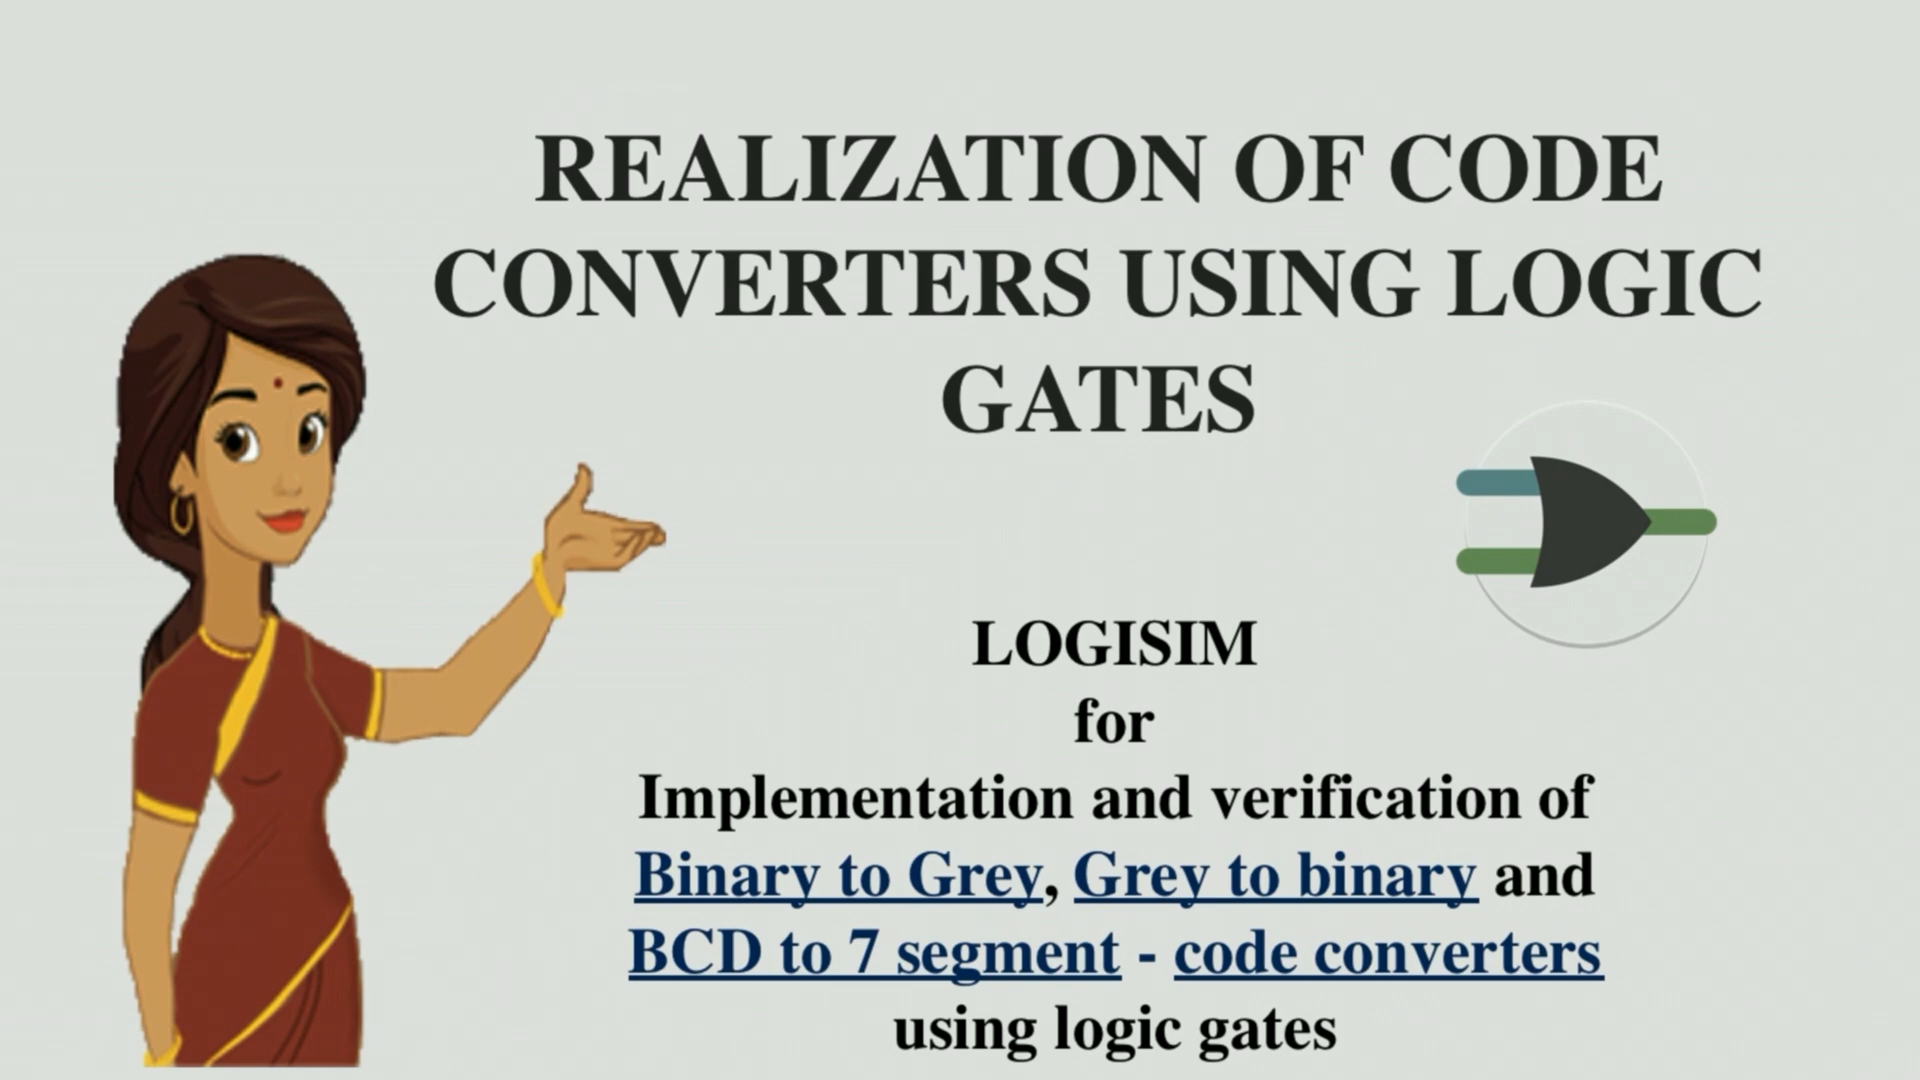 REALIZATION OF CODE
CONVERTERS USING LOGIC
GATES
LOGISIM
for
Implementation and verification of
Binary to Grey, Grey to binary and
BCD to 7 segment - code converters
using logic gates